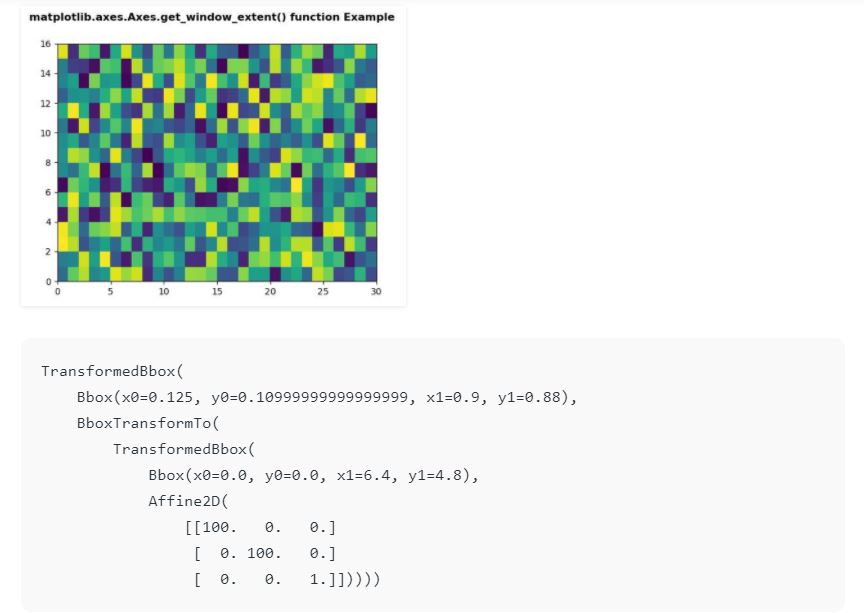 matplotlib.axes.Axes.get_window_extent() function Example
16
14
12
10
8
6
4
2
0
0 5 10 15 20 25 30
TransformedBbox(
    Bbox(x0=0.125, y0=0.10999999999999999, x1=0.9, y1=0.88),
    BboxTransformTo(
        TransformedBbox(
            Bbox(x0=0.0, y0=0.0, x1=6.4, y1=4.8),
            Affine2D(
                [[100.   0.   0.]
                 [  0. 100.   0.]
                 [  0.   0.   1.]]))))